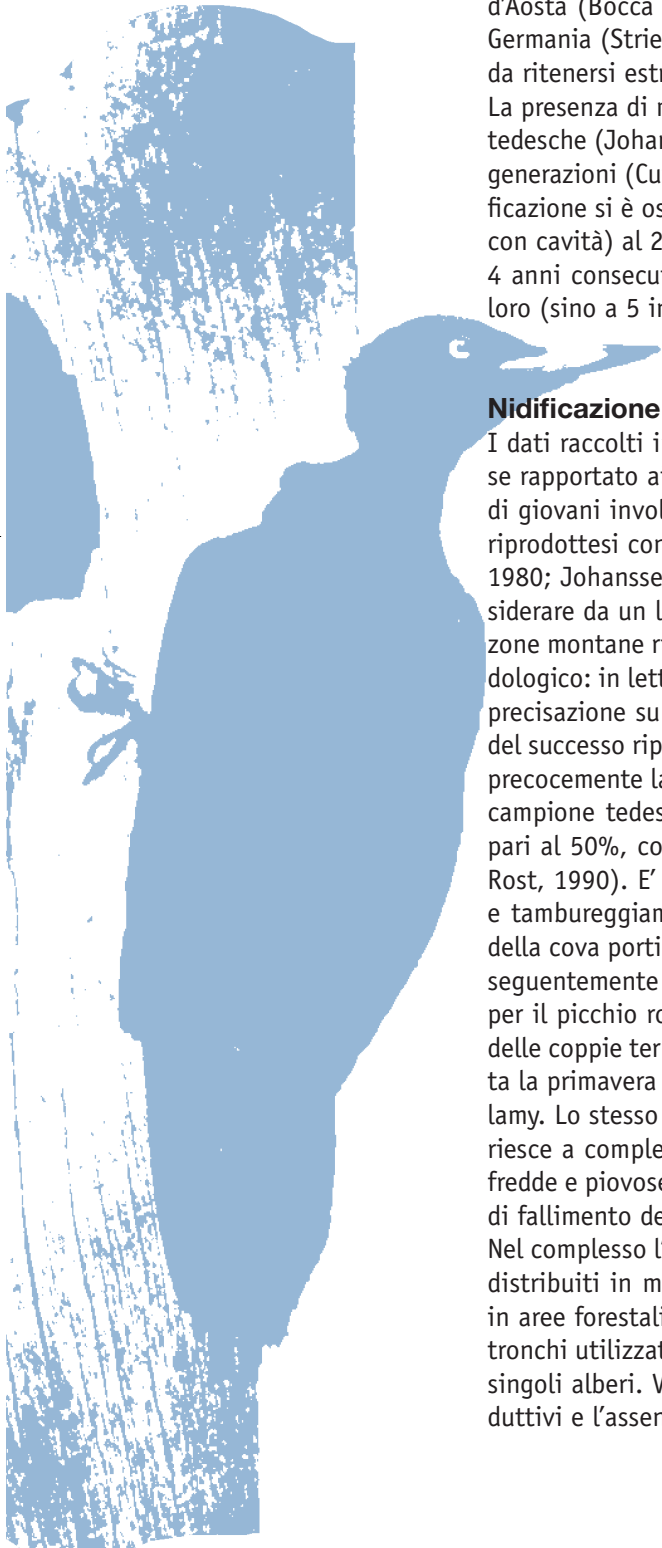 d'Aosta (Bocca
Germania (Strie
da ritenersi estr
La presenza di
tedesche (Johan
generazioni (Cu
ficazione si è os
con cavità) al 2
4 anni consecu
loro (sino a 5 i
Nidificazione
I dati raccolti i
se rapportato a
di giovani invol
riprodottesi con
1980; Johansse
siderare da un l
zone montane r
dologico: in lett
precisazione su
del successo rip
precocemente la
campione tedes
pari al 50%, co
Rost, 1990). E'
e tambureggiam
della cova porti
seguentemente
per il picchio ro
delle coppie ter
ta la primavera
lamy. Lo stesso
riesce a comple
fredde e piovose
di fallimento de
Nel complesso l'
distribuiti in m
in aree forestali
tronchi utilizzat
singoli alberi. V
duttivi e l'assen